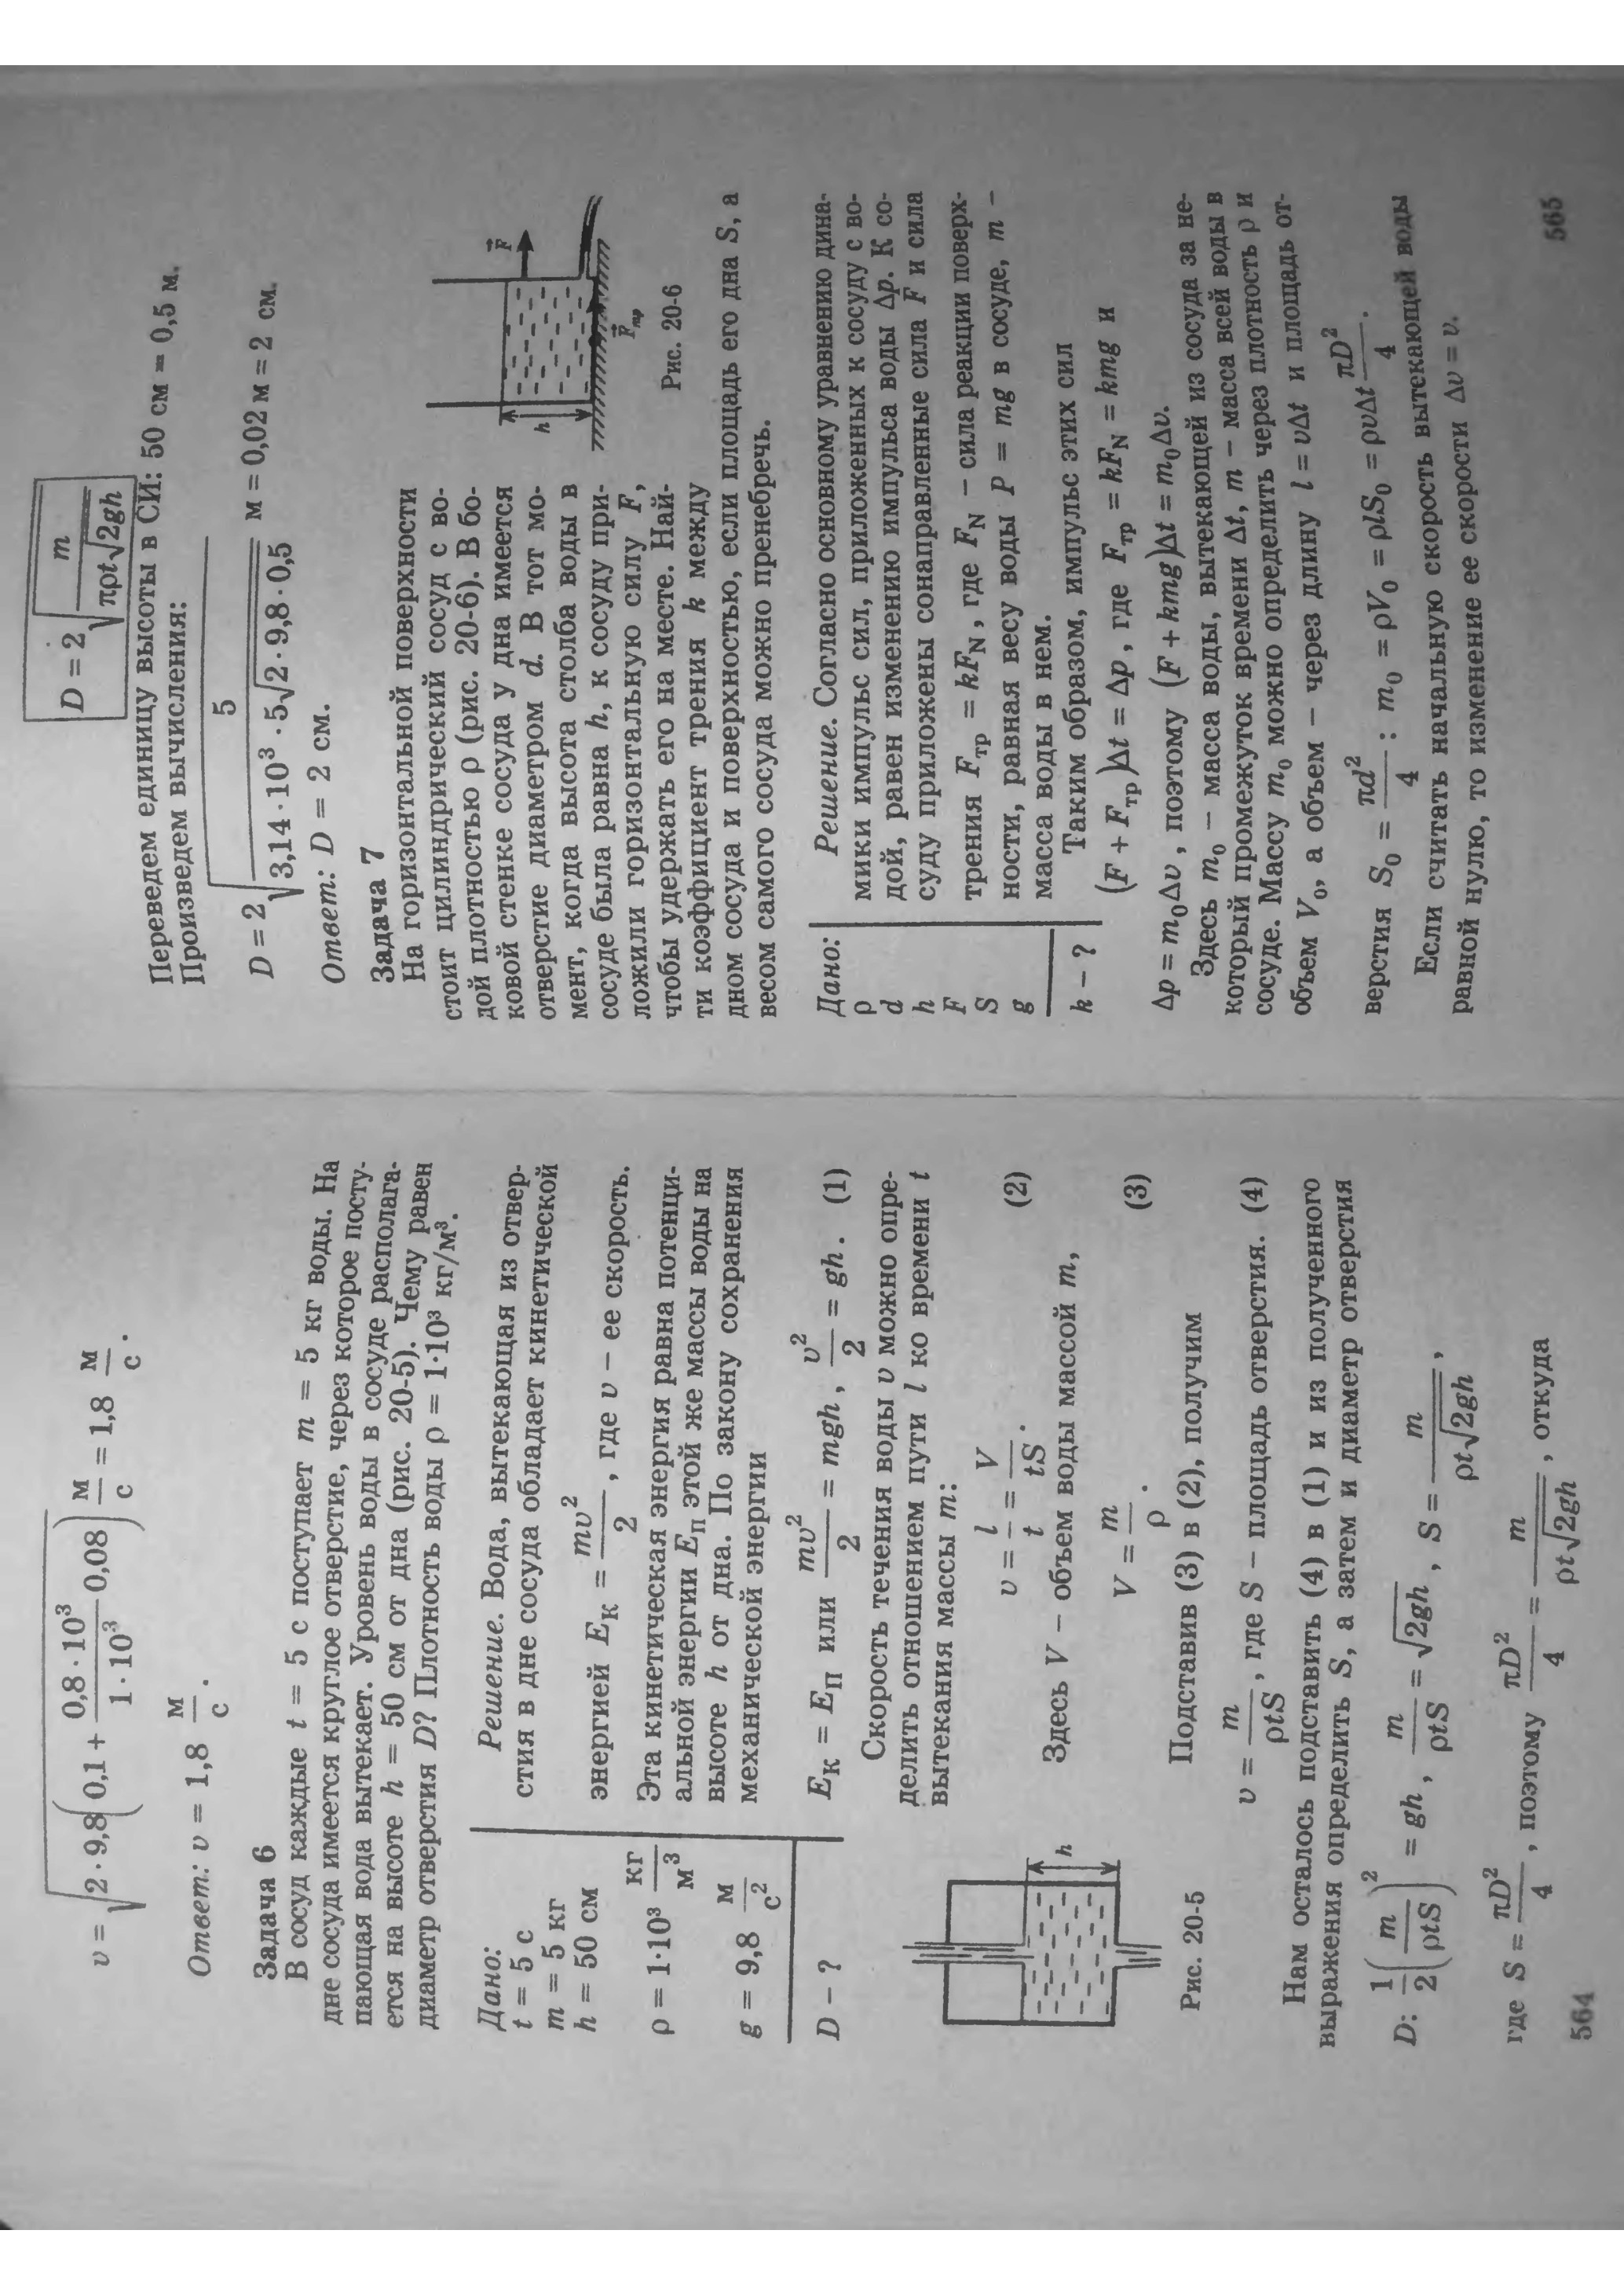 v = √(2·9,8(0,1 + (0,8·10³)/(1·10³) 0,08)) м/с = 1,8 м/с.
Ответ: v = 1,8 м/с.
Задача 6
В сосуд каждые t = 5 с поступает m = 5 кг воды. На
дне сосуда имеется круглое отверстие, через которое посту-
пающая вода вытекает. Уровень воды в сосуде располага-
ется на высоте h = 50 см от дна (рис. 20-5). Чему равен
диаметр отверстия D? Плотность воды ρ = 1·10³ кг/м³.
Дано:
t = 5 с
m = 5 кг
h = 50 см
ρ = 1·10³ кг/м³
g = 9,8 м/с²
D – ?
Решение. Вода, вытекающая из отвер-
стия в дне сосуда обладает кинетической
энергией Eк = mv²/2, где v – ее скорость.
Эта кинетическая энергия равна потенци-
альной энергии Eп этой же массы воды на
высоте h от дна. По закону сохранения
механической энергии
Eк = Eп или mv²/2 = mgh, v²/2 = gh. (1)
Скорость течения воды v можно опре-
делить отношением пути l ко времени t
вытекания массы m:
v = l/t = V/tS. (2)
Здесь V – объем воды массой m,
V = m/ρ. (3)
Подставив (3) в (2), получим
v = m/ρtS, где S – площадь отверстия. (4)
h
Рис. 20-5
Нам осталось подставить (4) в (1) и из полученного
выражения определить S, а затем и диаметр отверстия
D: 1/2 (m/ρtS)² = gh, m/ρtS = √2gh, S = m/ρt√2gh,
где S = πD²/4, поэтому πD²/4 = m/ρt√2gh, откуда
564
D = 2√(m/πρt√2gh)
Переведем единицу высоты в СИ: 50 см = 0,5 м.
Произведем вычисления:
D = 2√(5/(3,14·10³·5√2·9,8·0,5)) м = 0,02 м = 2 см.
Ответ: D = 2 см.
Задача 7
На горизонтальной поверхности
стоит цилиндрический сосуд с во-
дой плотностью ρ (рис. 20-6). В бо-
ковой стенке сосуда у дна имеется
отверстие диаметром d. В тот мо-
мент, когда высота столба воды в
сосуде была равна h, к сосуду при-
ложили горизонтальную силу F,
чтобы удержать его на месте. Най-
ти коэффициент трения k между
дном сосуда и поверхностью, если площадь его дна S, а
весом самого сосуда можно пренебречь.
h
F
Fтр
Рис. 20-6
Дано:
ρ
d
h
F
S
g
k – ?
Решение. Согласно основному уравнению дина-
мики импульс сил, приложенных к сосуду с во-
дой, равен изменению импульса воды Δp. К со-
суду приложены сонаправленные сила F и сила
трения Fтр = kFN, где FN – сила реакции поверх-
ности, равная весу воды P = mg в сосуде, m –
масса воды в нем.
Таким образом, импульс этих сил
(F + Fтр)Δt = Δp, где Fтр = kFN = kmg и
Δp = m₀Δv, поэтому (F + kmg)Δt = m₀Δv.
Здесь m₀ – масса воды, вытекающей из сосуда за не-
который промежуток времени Δt, m – масса всей воды в
сосуде. Массу m₀ можно определить через плотность ρ и
объем V₀, а объем – через длину l = vΔt и площадь от-
верстия S₀ = πd²/4 : m₀ = ρV₀ = ρlS₀ = ρvΔt πD²/4.
Если считать начальную скорость вытекающей воды
равной нулю, то изменение ее скорости Δv = v.
565